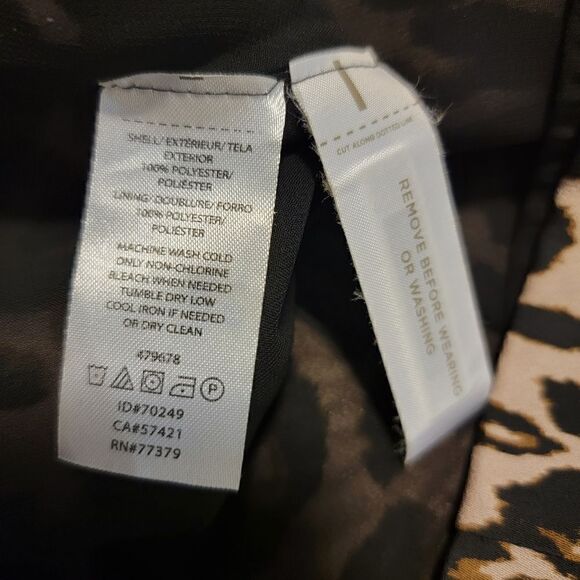 SHELL/EXTÉRIEUR/TELA
EXTERIOR
100% POLYESTER/
POLIÉSTER
LINING/DOUBLURE/FORRO
100% POLYESTER/
POLIÉSTER
MACHINE WASH COLD
ONLY NON-CHLORINE
BLEACH WHEN NEEDED
TUMBLE DRY LOW
COOL IRON IF NEEDED
OR DRY CLEAN
479678
P
ID#70249
CA#57421
RN#77379
CUT ALONG DOTTED LINE
REMOVE BEFORE WEARING
OR WASHING